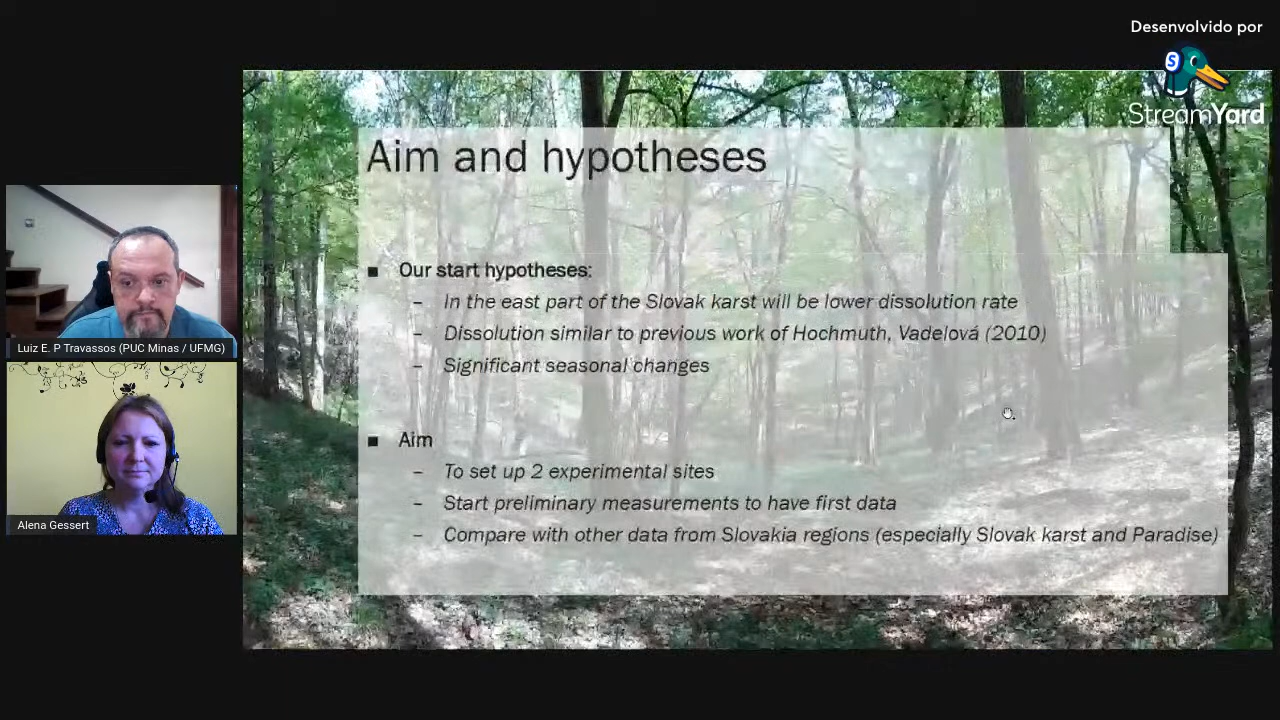 Desenvolvido por
StreamYard
Aim and hypotheses
■ Our start hypotheses:
– In the east part of the Slovak karst will be lower dissolution rate
– Dissolution similar to previous work of Hochmuth, Vadelová (2010)
– Significant seasonal changes
■ Aim
– To set up 2 experimental sites
– Start preliminary measurements to have first data
– Compare with other data from Slovakia regions (especially Slovak karst and Paradise)
Luiz E. P Travassos (PUC Minas / UFMG)
Alena Gessert